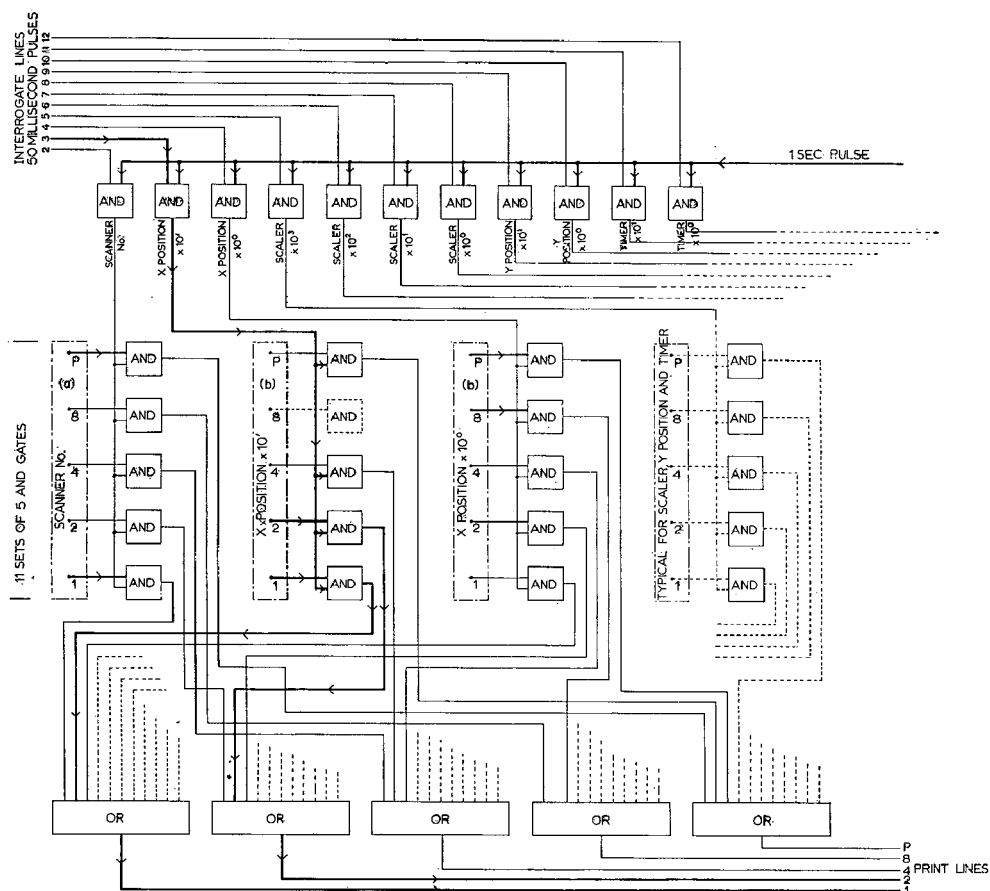 INTERROGATE LINES
50 MILLISECOND PULSES
12
11
10
9
8
7
6
5
4
3
2
1 SEC. PULSE
AND AND AND AND AND AND AND AND AND AND AND
SCANNER No.
X POSITION x 10¹
X POSITION x 10⁰
SCALER x 10³
SCALER x 10²
SCALER x 10¹
SCALER x 10⁰
Y POSITION x 10¹
Y POSITION x 10⁰
TIMER x 10¹
TIMER x 10⁰
11 SETS OF 5 AND GATES
SCANNER No.
P
(a)
8
4
2
1
AND
AND
AND
AND
AND
X POSITION x 10¹
P
(b)
8
4
2
1
AND
AND
AND
AND
AND
X POSITION x 10⁰
P
(b)
8
4
2
1
AND
AND
AND
AND
AND
TYPICAL FOR SCALER, Y POSITION AND TIMER
P
8
4
2
1
AND
AND
AND
AND
AND
OR OR OR OR OR
P
8
4
2
1
PRINT LINES